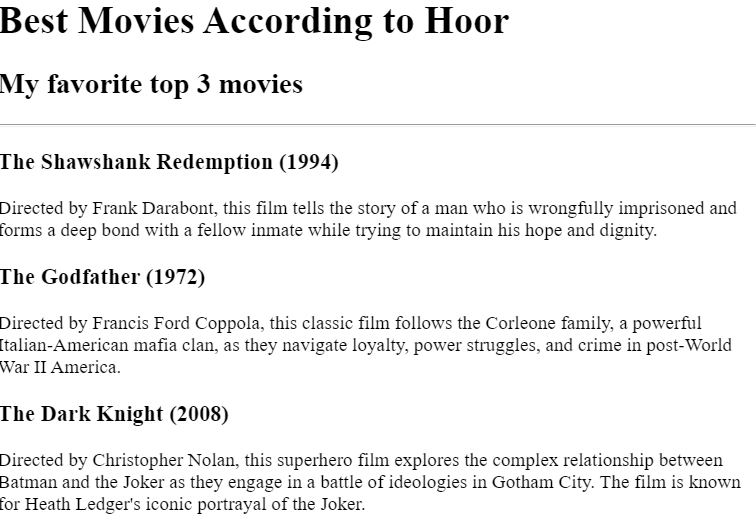 Best Movies According to Hoor
My favorite top 3 movies
The Shawshank Redemption (1994)
Directed by Frank Darabont, this film tells the story of a man who is wrongfully imprisoned and
forms a deep bond with a fellow inmate while trying to maintain his hope and dignity.
The Godfather (1972)
Directed by Francis Ford Coppola, this classic film follows the Corleone family, a powerful
Italian-American mafia clan, as they navigate loyalty, power struggles, and crime in post-World
War II America.
The Dark Knight (2008)
Directed by Christopher Nolan, this superhero film explores the complex relationship between
Batman and the Joker as they engage in a battle of ideologies in Gotham City. The film is known
for Heath Ledger's iconic portrayal of the Joker.